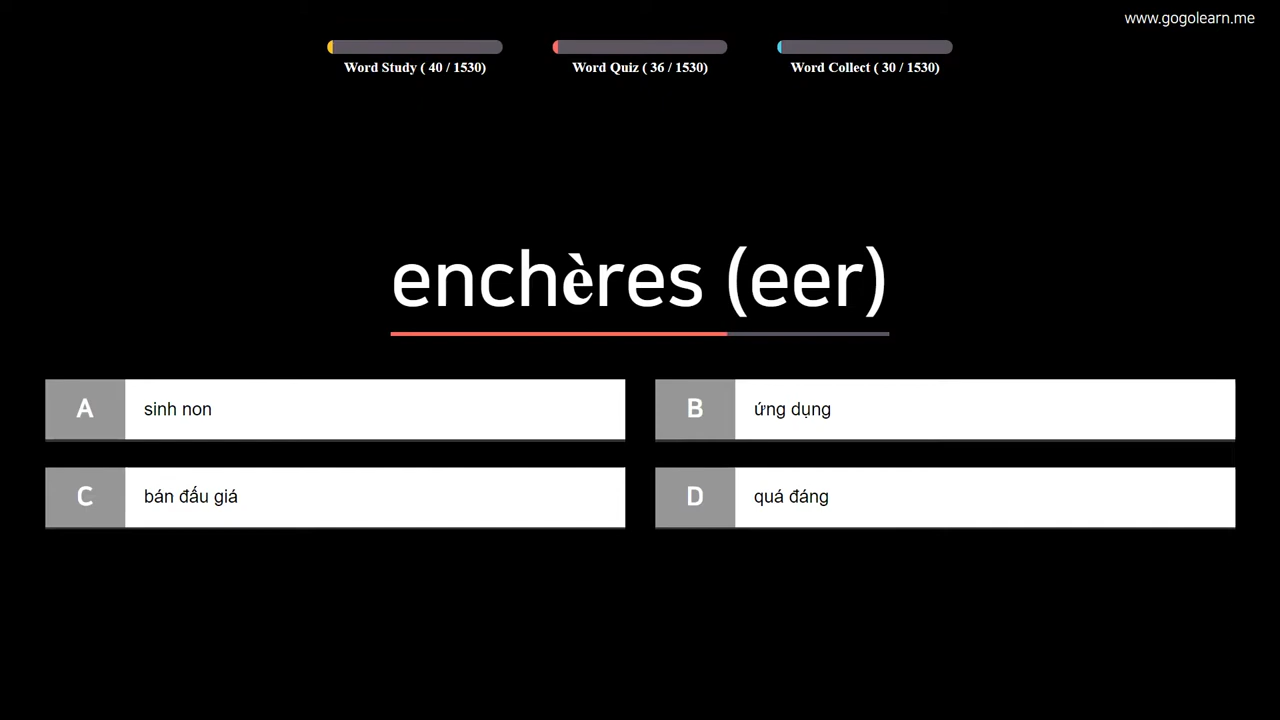 www.gogolearn.me
Word Study ( 40 / 1530)
Word Quiz ( 36 / 1530)
Word Collect ( 30 / 1530)
enchères (eer)
A sinh non
B ứng dụng
C bán đấu giá
D quá đáng